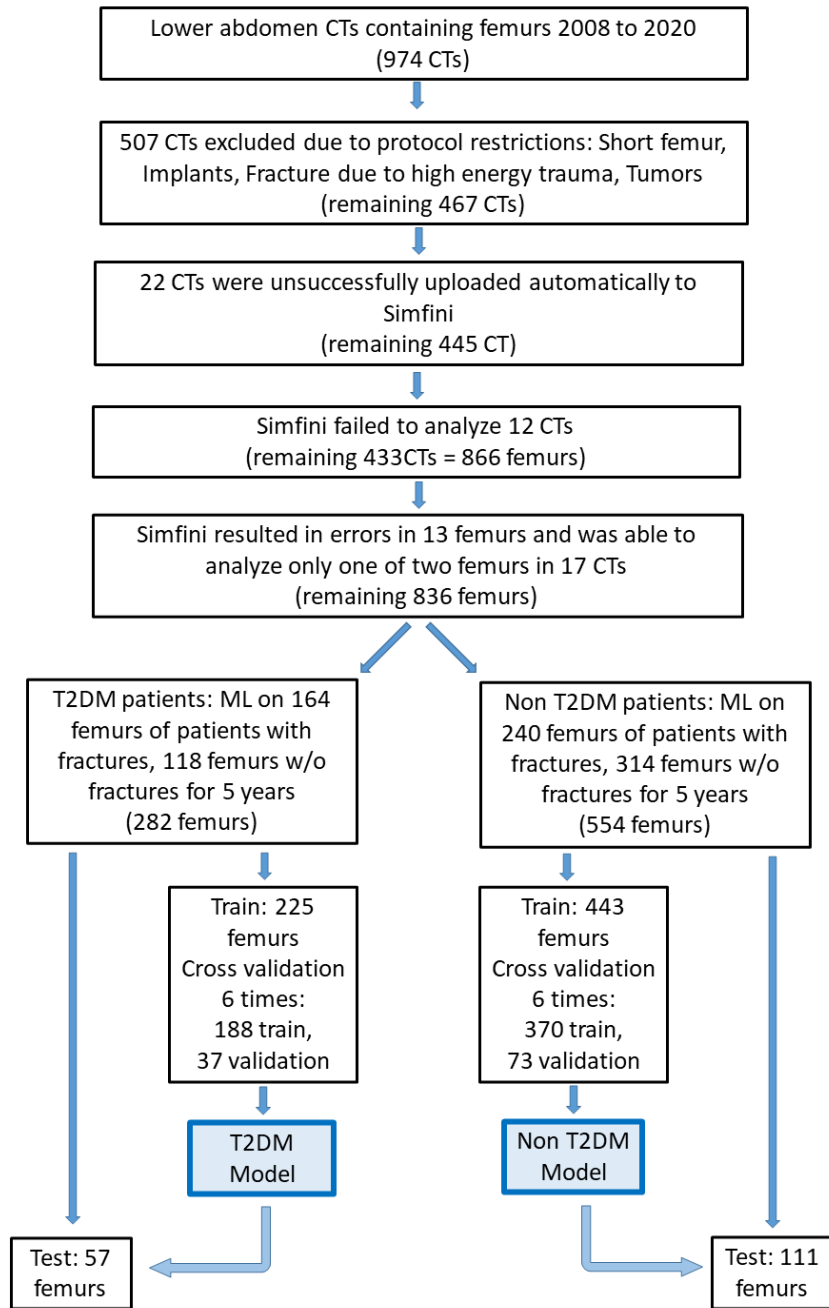 Lower abdomen CTs containing femurs 2008 to 2020
(974 CTs)
507 CTs excluded due to protocol restrictions: Short femur,
Implants, Fracture due to high energy trauma, Tumors
(remaining 467 CTs)
22 CTs were unsuccessfully uploaded automatically to
Simfini
(remaining 445 CT)
Simfini failed to analyze 12 CTs
(remaining 433CTs = 866 femurs)
Simfini resulted in errors in 13 femurs and was able to
analyze only one of two femurs in 17 CTs
(remaining 836 femurs)
T2DM patients: ML on 164
femurs of patients with
fractures, 118 femurs w/o
fractures for 5 years
(282 femurs)
Non T2DM patients: ML on
240 femurs of patients with
fractures, 314 femurs w/o
fractures for 5 years
(554 femurs)
Train: 225
femurs
Cross validation
6 times:
188 train,
37 validation
Train: 443
femurs
Cross validation
6 times:
370 train,
73 validation
T2DM
Model
Non T2DM
Model
Test: 57
femurs
Test: 111
femurs